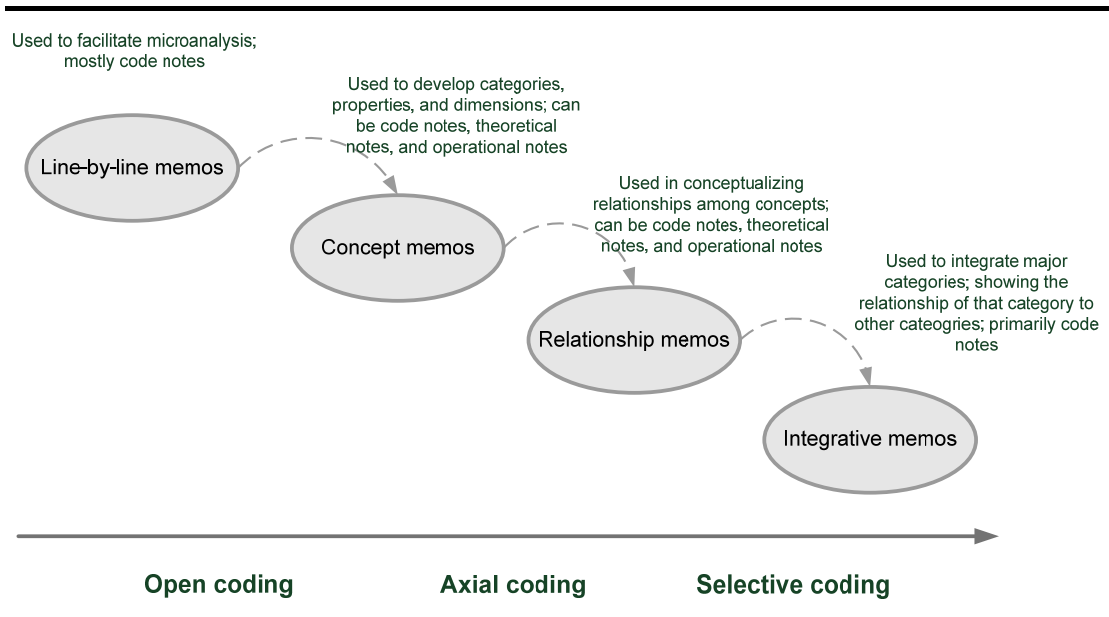 Used to facilitate microanalysis;
mostly code notes
Line-by-line memos
Used to develop categories,
properties, and dimensions; can
be code notes, theoretical
notes, and operational notes
Concept memos
Used in conceptualizing
relationships among concepts;
can be code notes, theoretical
notes, and operational notes
Relationship memos
Used to integrate major
categories; showing the
relationship of that category to
other cateogries; primarily code
notes
Integrative memos
Open coding
Axial coding
Selective coding